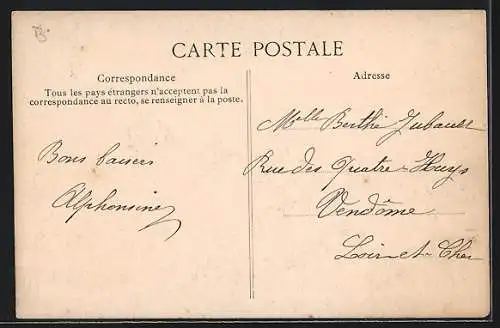 CARTE POSTALE
Correspondance
Tous les pays étrangers n'acceptent pas la
correspondance au recto, se renseigner à la poste.
Bons baisers
Alphonsine
Adresse
Melle Berthe Jubault
Rue des Quatre-Huys
Vendôme
Loir-et-Cher